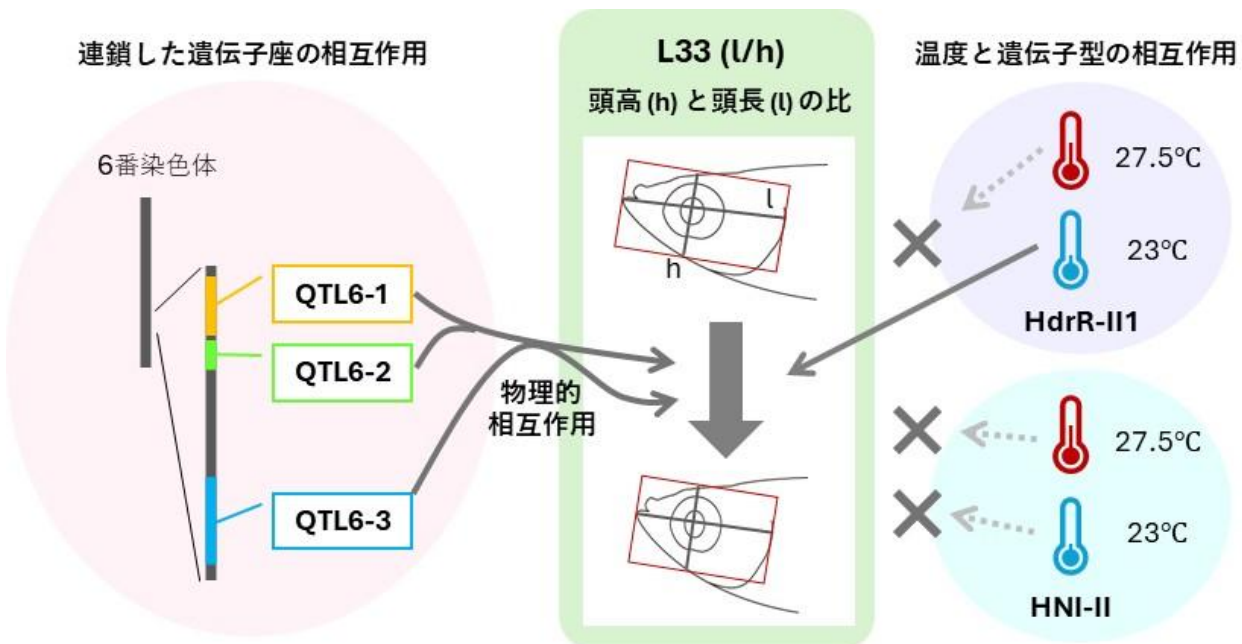 連鎖した遺伝子座の相互作用
6番染色体
QTL6-1
QTL6-2
QTL6-3
物理的
相互作用
L33 (l/h)
頭高(h)と頭長(l)の比
l
h
温度と遺伝子型の相互作用
27.5℃
23℃
HdrR-II1
27.5℃
23℃
HNI-II